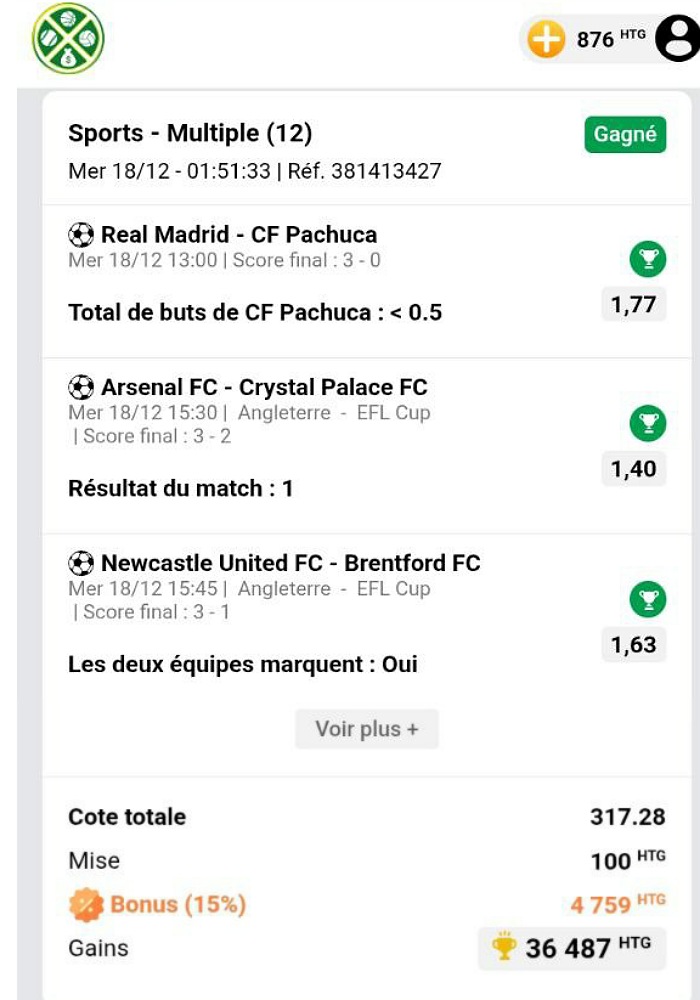 876 HTG
Sports - Multiple (12)
Gagné
Mer 18/12 - 01:51:33 | Réf. 381413427
Real Madrid - CF Pachuca
Mer 18/12 13:00 | Score final : 3 - 0
Total de buts de CF Pachuca : < 0.5
1,77
Arsenal FC - Crystal Palace FC
Mer 18/12 15:30 | Angleterre - EFL Cup
| Score final : 3 - 2
Résultat du match : 1
1,40
Newcastle United FC - Brentford FC
Mer 18/12 15:45 | Angleterre - EFL Cup
| Score final : 3 - 1
Les deux équipes marquent : Oui
1,63
Voir plus +
Cote totale 317.28
Mise 100 HTG
Bonus (15%) 4 759 HTG
Gains 36 487 HTG